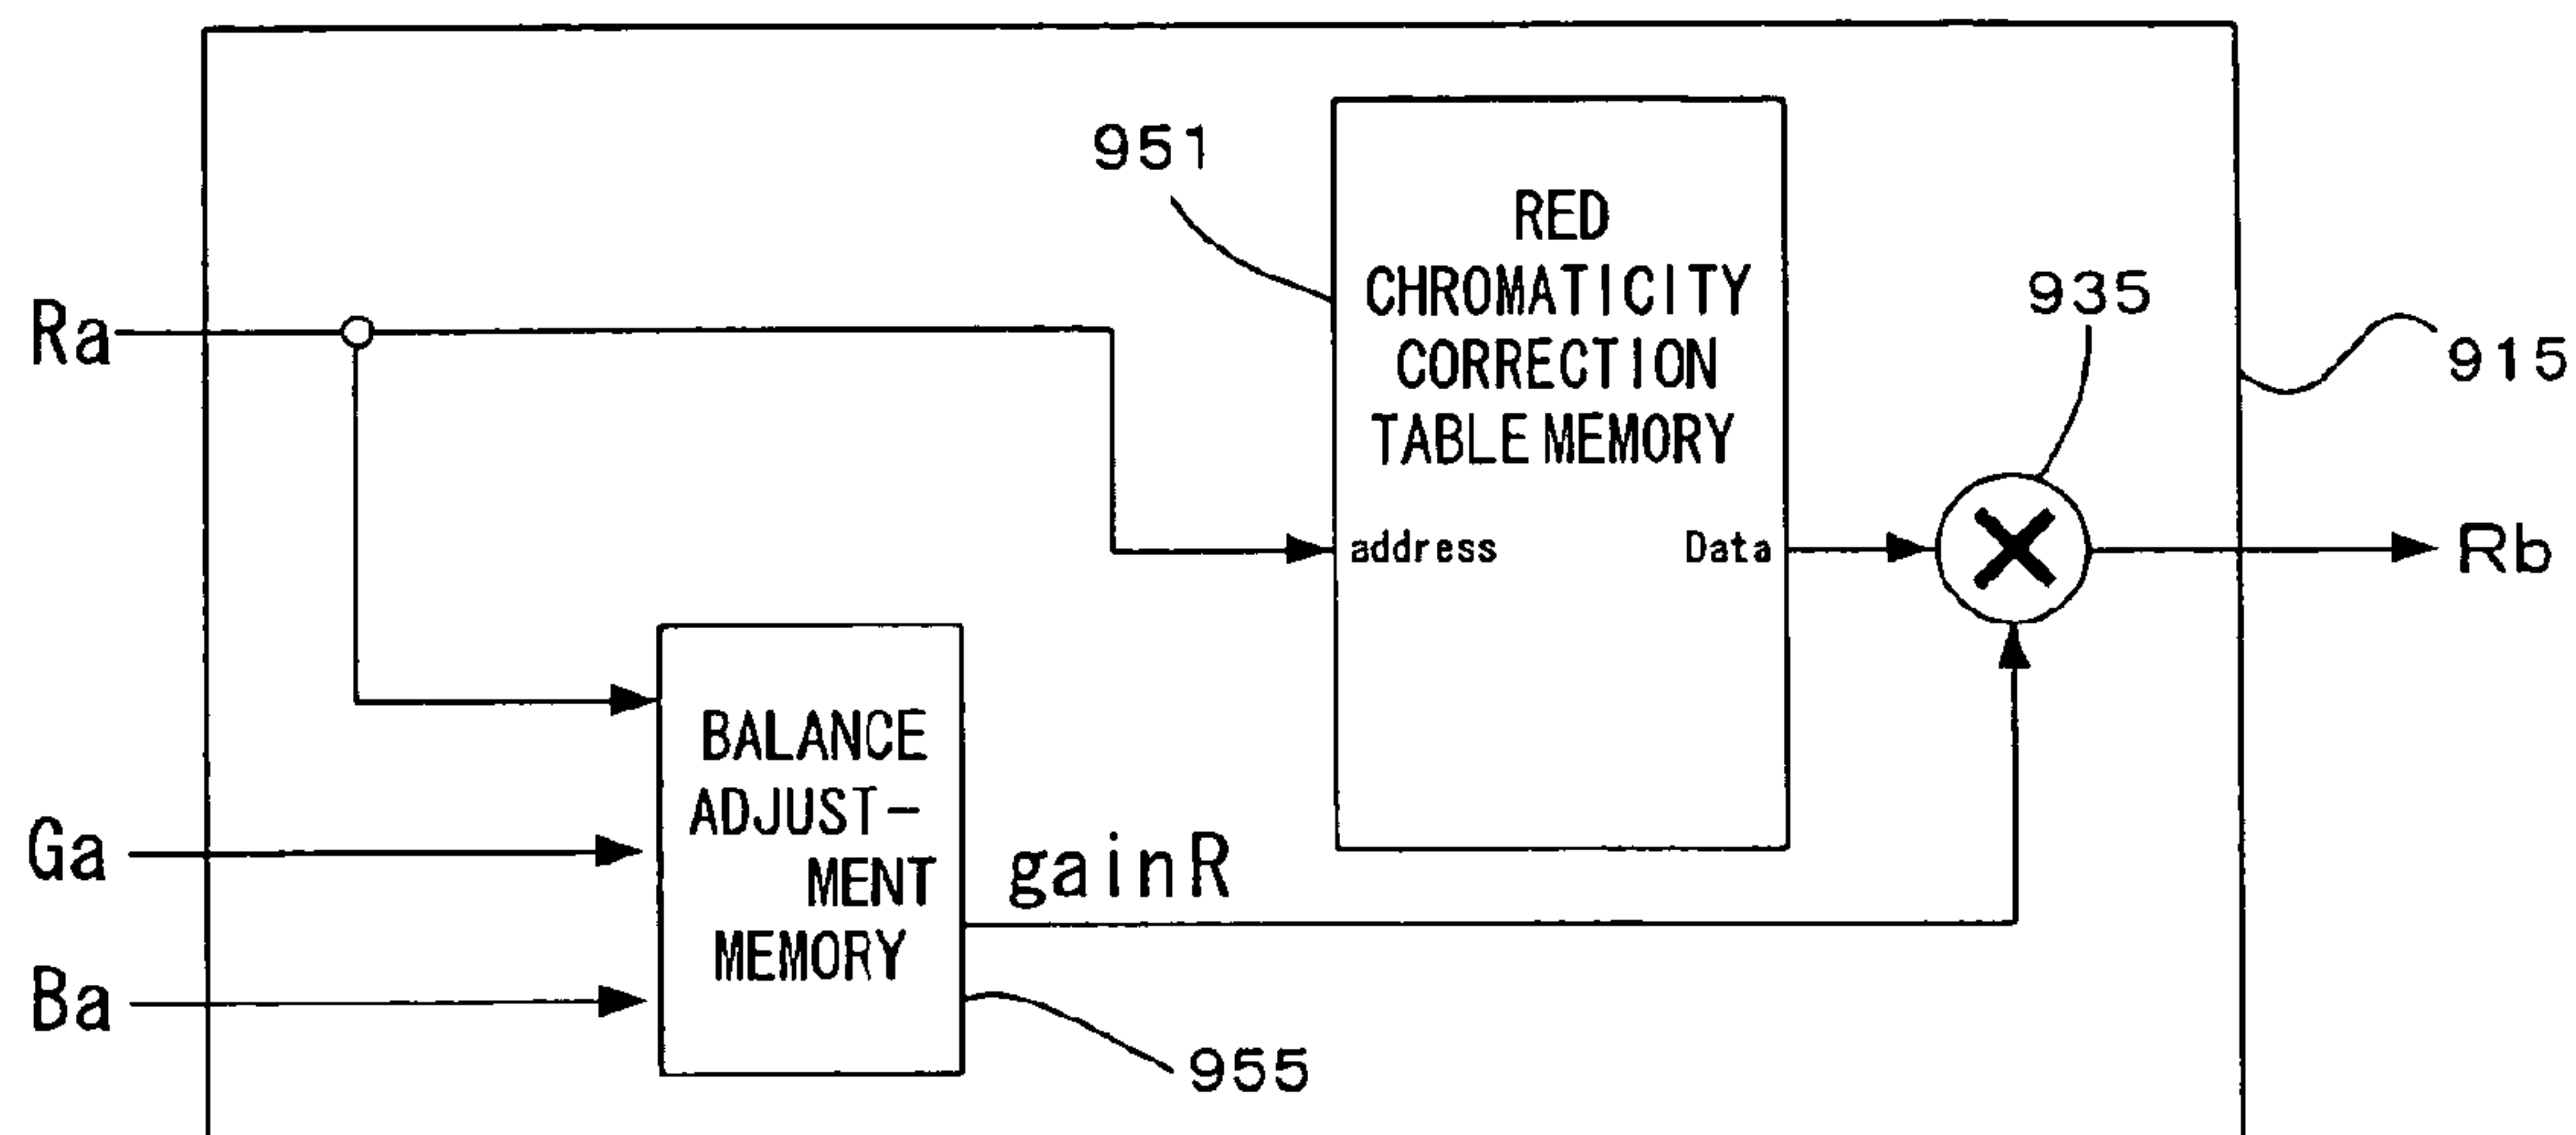 951
RED
CHROMATICITY
CORRECTION
TABLE MEMORY
935
Ra
915
address
Data
Rb
BALANCE
ADJUST-
MENT
MEMORY
Ga
gainR
Ba
955